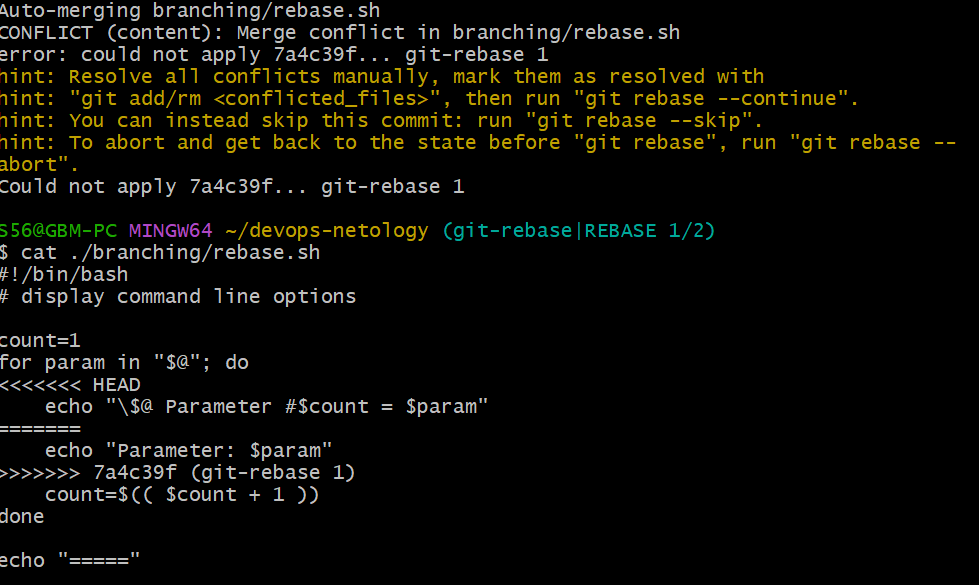 Auto-merging branching/rebase.sh
CONFLICT (content): Merge conflict in branching/rebase.sh
error: could not apply 7a4c39f... git-rebase 1
hint: Resolve all conflicts manually, mark them as resolved with
hint: "git add/rm <conflicted_files>", then run "git rebase --continue".
hint: You can instead skip this commit: run "git rebase --skip".
hint: To abort and get back to the state before "git rebase", run "git rebase --
abort".
Could not apply 7a4c39f... git-rebase 1

S56@GBM-PC MINGW64 ~/devops-netology (git-rebase|REBASE 1/2)
$ cat ./branching/rebase.sh
#!/bin/bash
# display command line options

count=1
for param in "$@"; do
<<<<<<< HEAD
    echo "\$@ Parameter #$count = $param"
=======
    echo "Parameter: $param"
>>>>>>> 7a4c39f (git-rebase 1)
    count=$(( $count + 1 ))
done

echo "====="